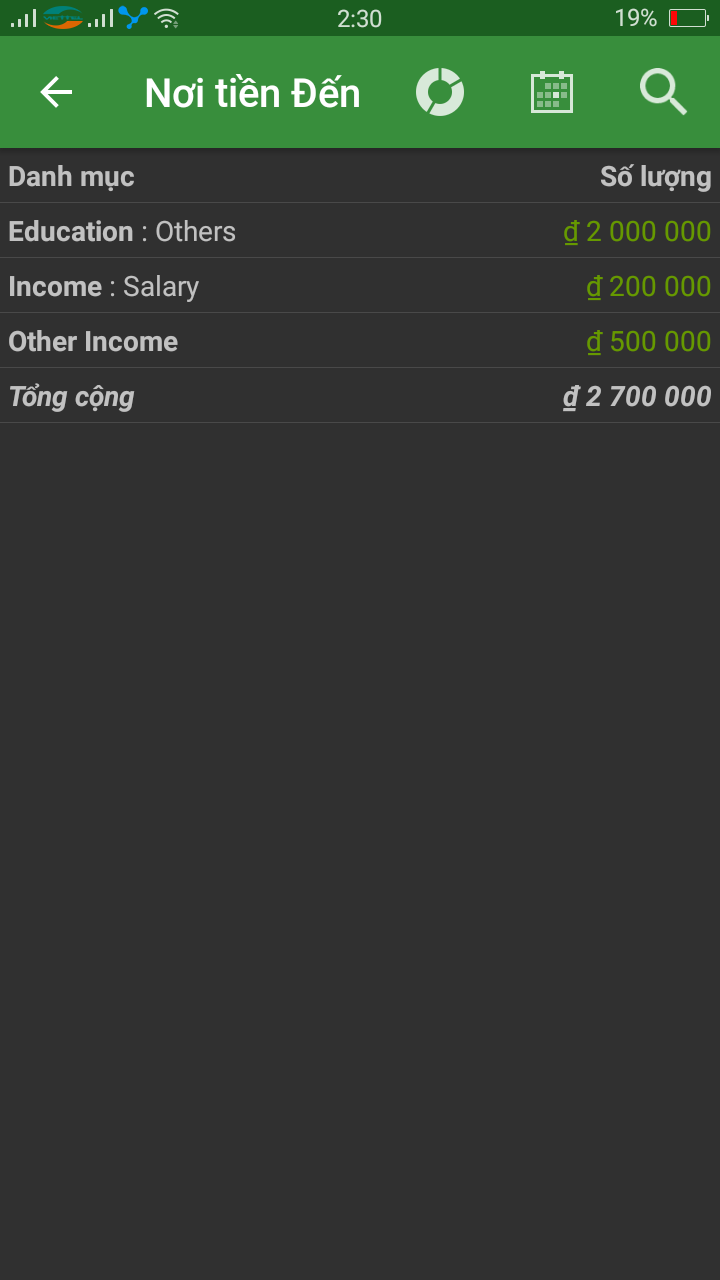 VIETTEL 2:30 19%
Nơi tiền Đến
Danh mục Số lượng
Education : Others ₫ 2 000 000
Income : Salary ₫ 200 000
Other Income ₫ 500 000
Tổng cộng ₫ 2 700 000